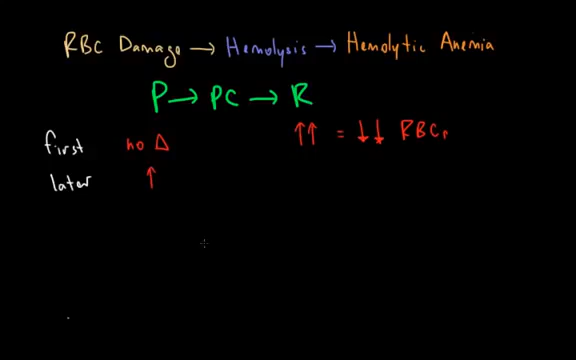 RBC Damage → Hemolysis → Hemolytic Anemia
P → PC → R
first no Δ ↑↑ = ↓↓ RBCs
later ↑